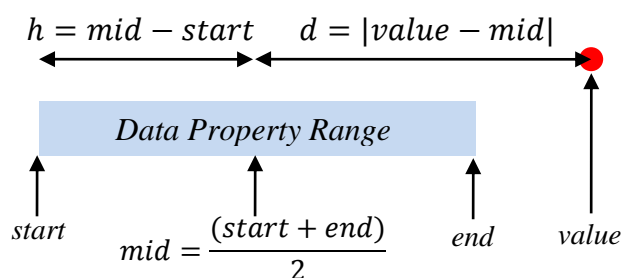 h = mid − start d = |value − mid|
Data Property Range
start mid = (start + end) / 2 end value